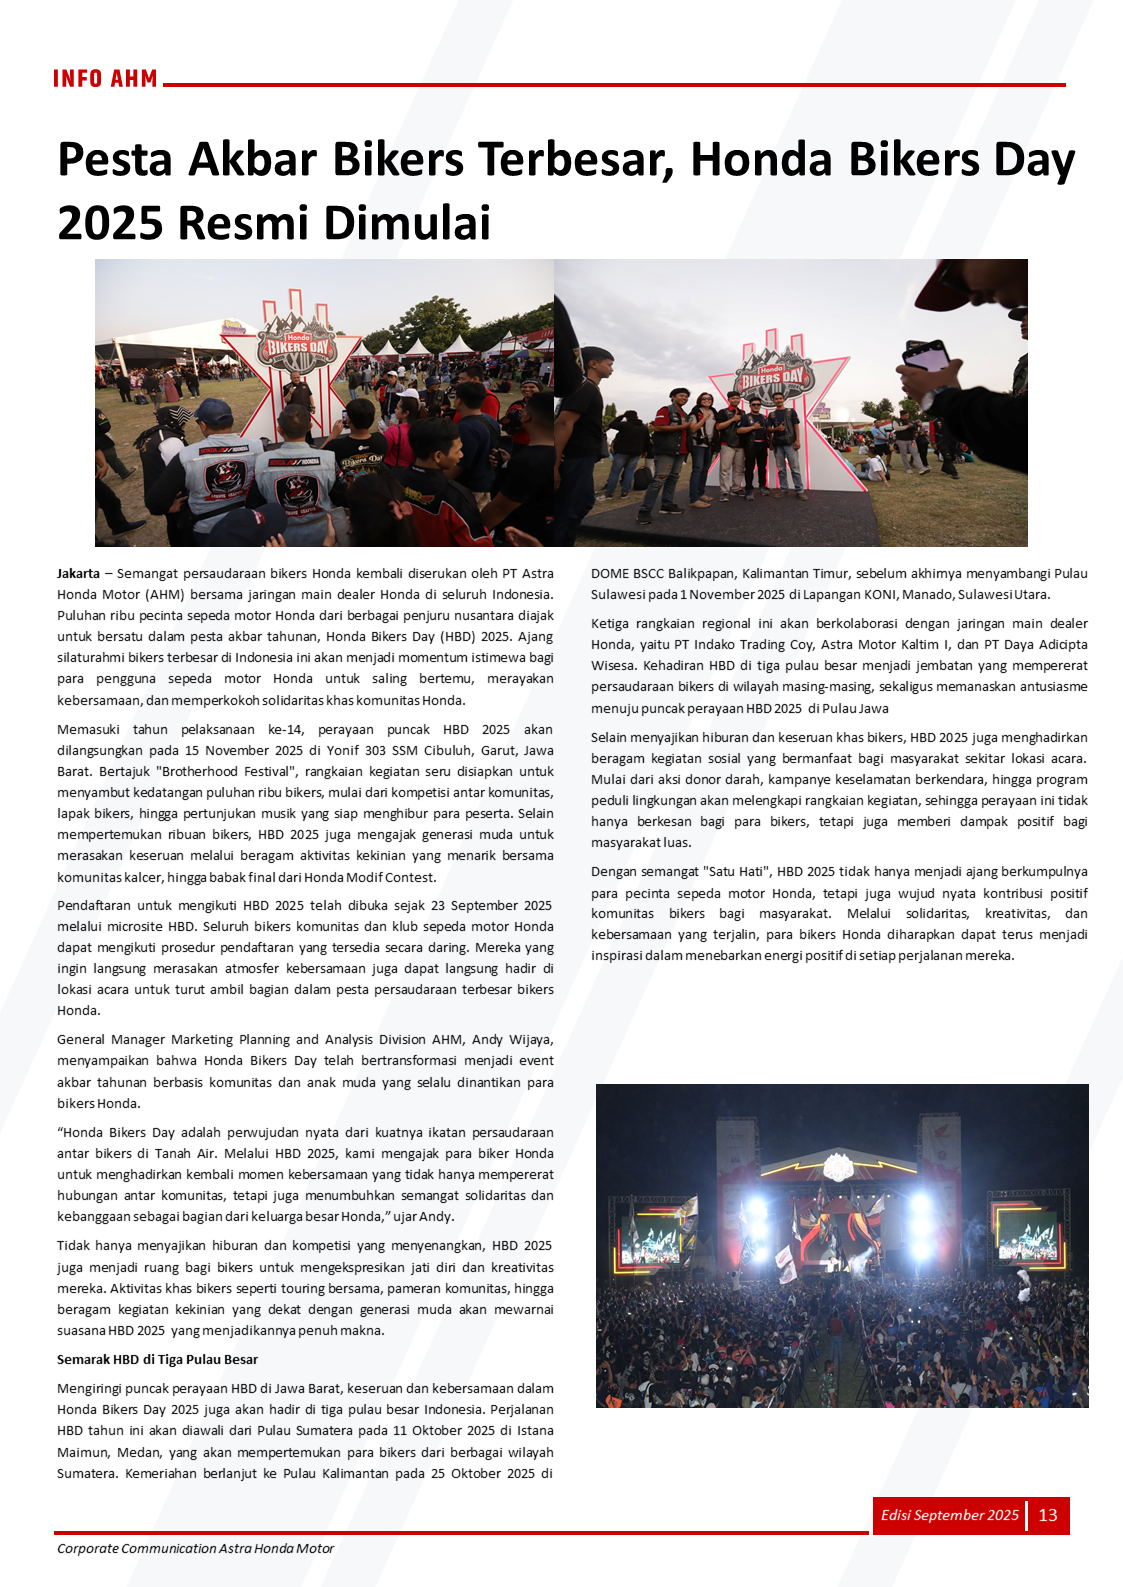 INFO AHM
Pesta Akbar Bikers Terbesar, Honda Bikers Day
2025 Resmi Dimulai
Honda
BIKERS DAY
Honda
BIKERS DAY
Jakarta – Semangat persaudaraan bikers Honda kembali diserukan oleh PT Astra
Honda Motor (AHM) bersama jaringan main dealer Honda di seluruh Indonesia.
Puluhan ribu pecinta sepeda motor Honda dari berbagai penjuru nusantara diajak
untuk bersatu dalam pesta akbar tahunan, Honda Bikers Day (HBD) 2025. Ajang
silaturahmi bikers terbesar di Indonesia ini akan menjadi momentum istimewa bagi
para pengguna sepeda motor Honda untuk saling bertemu, merayakan
kebersamaan, dan memperkokoh solidaritas khas komunitas Honda.
Memasuki tahun pelaksanaan ke-14, perayaan puncak HBD 2025 akan
dilangsungkan pada 15 November 2025 di Yonif 303 SSM Cibuluh, Garut, Jawa
Barat. Bertajuk "Brotherhood Festival", rangkaian kegiatan seru disiapkan untuk
menyambut kedatangan puluhan ribu bikers, mulai dari kompetisi antar komunitas,
lapak bikers, hingga pertunjukan musik yang siap menghibur para peserta. Selain
mempertemukan ribuan bikers, HBD 2025 juga mengajak generasi muda untuk
merasakan keseruan melalui beragam aktivitas kekinian yang menarik bersama
komunitas kalcer, hingga babak final dari Honda Modif Contest.
Pendaftaran untuk mengikuti HBD 2025 telah dibuka sejak 23 September 2025
melalui microsite HBD. Seluruh bikers komunitas dan klub sepeda motor Honda
dapat mengikuti prosedur pendaftaran yang tersedia secara daring. Mereka yang
ingin langsung merasakan atmosfer kebersamaan juga dapat langsung hadir di
lokasi acara untuk turut ambil bagian dalam pesta persaudaraan terbesar bikers
Honda.
General Manager Marketing Planning and Analysis Division AHM, Andy Wijaya,
menyampaikan bahwa Honda Bikers Day telah bertransformasi menjadi event
akbar tahunan berbasis komunitas dan anak muda yang selalu dinantikan para
bikers Honda.
“Honda Bikers Day adalah perwujudan nyata dari kuatnya ikatan persaudaraan
antar bikers di Tanah Air. Melalui HBD 2025, kami mengajak para biker Honda
untuk menghadirkan kembali momen kebersamaan yang tidak hanya mempererat
hubungan antar komunitas, tetapi juga menumbuhkan semangat solidaritas dan
kebanggaan sebagai bagian dari keluarga besar Honda,” ujar Andy.
Tidak hanya menyajikan hiburan dan kompetisi yang menyenangkan, HBD 2025
juga menjadi ruang bagi bikers untuk mengekspresikan jati diri dan kreativitas
mereka. Aktivitas khas bikers seperti touring bersama, pameran komunitas, hingga
beragam kegiatan kekinian yang dekat dengan generasi muda akan mewarnai
suasana HBD 2025 yang menjadikannya penuh makna.
Semarak HBD di Tiga Pulau Besar
Mengiringi puncak perayaan HBD di Jawa Barat, keseruan dan kebersamaan dalam
Honda Bikers Day 2025 juga akan hadir di tiga pulau besar Indonesia. Perjalanan
HBD tahun ini akan diawali dari Pulau Sumatera pada 11 Oktober 2025 di Istana
Maimun, Medan, yang akan mempertemukan para bikers dari berbagai wilayah
Sumatera. Kemeriahan berlanjut ke Pulau Kalimantan pada 25 Oktober 2025 di
DOME BSCC Balikpapan, Kalimantan Timur, sebelum akhirnya menyambangi Pulau
Sulawesi pada 1 November 2025 di Lapangan KONI, Manado, Sulawesi Utara.
Ketiga rangkaian regional ini akan berkolaborasi dengan jaringan main dealer
Honda, yaitu PT Indako Trading Coy, Astra Motor Kaltim I, dan PT Daya Adicipta
Wisesa. Kehadiran HBD di tiga pulau besar menjadi jembatan yang mempererat
persaudaraan bikers di wilayah masing-masing, sekaligus memanaskan antusiasme
menuju puncak perayaan HBD 2025 di Pulau Jawa
Selain menyajikan hiburan dan keseruan khas bikers, HBD 2025 juga menghadirkan
beragam kegiatan sosial yang bermanfaat bagi masyarakat sekitar lokasi acara.
Mulai dari aksi donor darah, kampanye keselamatan berkendara, hingga program
peduli lingkungan akan melengkapi rangkaian kegiatan, sehingga perayaan ini tidak
hanya berkesan bagi para bikers, tetapi juga memberi dampak positif bagi
masyarakat luas.
Dengan semangat "Satu Hati", HBD 2025 tidak hanya menjadi ajang berkumpulnya
para pecinta sepeda motor Honda, tetapi juga wujud nyata kontribusi positif
komunitas bikers bagi masyarakat. Melalui solidaritas, kreativitas, dan
kebersamaan yang terjalin, para bikers Honda diharapkan dapat terus menjadi
inspirasi dalam menebarkan energi positif di setiap perjalanan mereka.
Edisi September 2025 13
Corporate Communication Astra Honda Motor